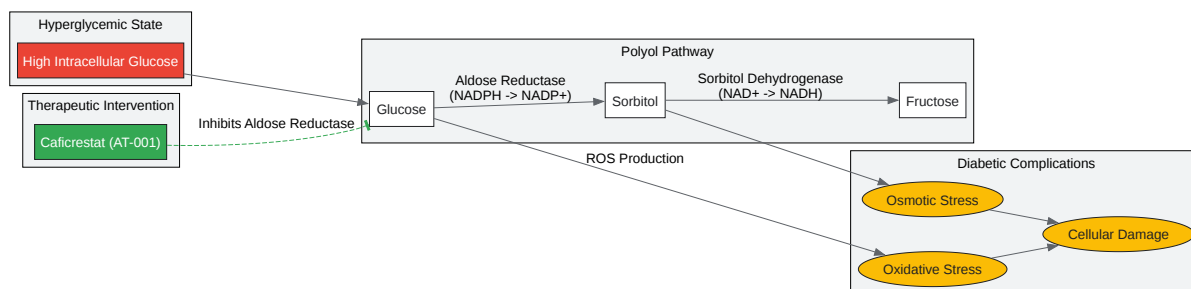 Hyperglycemic State
High Intracellular Glucose
Therapeutic Intervention
Caficrestat (AT-001)
Inhibits Aldose Reductase
Polyol Pathway
Glucose
Aldose Reductase
(NADPH -> NADP+)
Sorbitol
Sorbitol Dehydrogenase
(NAD+ -> NADH)
Fructose
ROS Production
Diabetic Complications
Osmotic Stress
Cellular Damage
Oxidative Stress